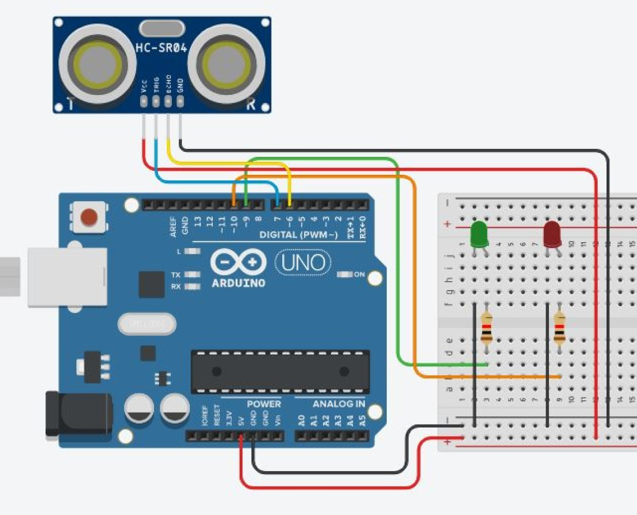 HC-SR04
VCC
TRIG
ECHO
GND
T
R
AREF
GND
13
12
~11
~10
~9
8
7
~6
~5
4
~3
2
TX→1
RX←0
DIGITAL (PWM~)
L
TX
RX
UNO
ON
ARDUINO
POWER
ANALOG IN
IOREF
RESET
3.3V
5V
GND
GND
Vin
A0
A1
A2
A3
A4
A5